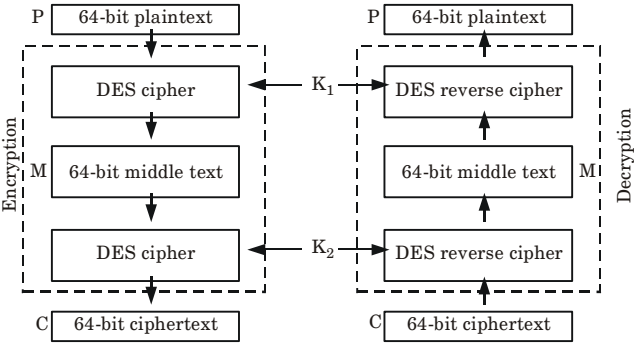 P 64-bit plaintext
DES cipher
M 64-bit middle text
DES cipher
C 64-bit ciphertext
Encryption
K₁
K₂
P 64-bit plaintext
DES reverse cipher
64-bit middle text M
DES reverse cipher
C 64-bit ciphertext
Decryption